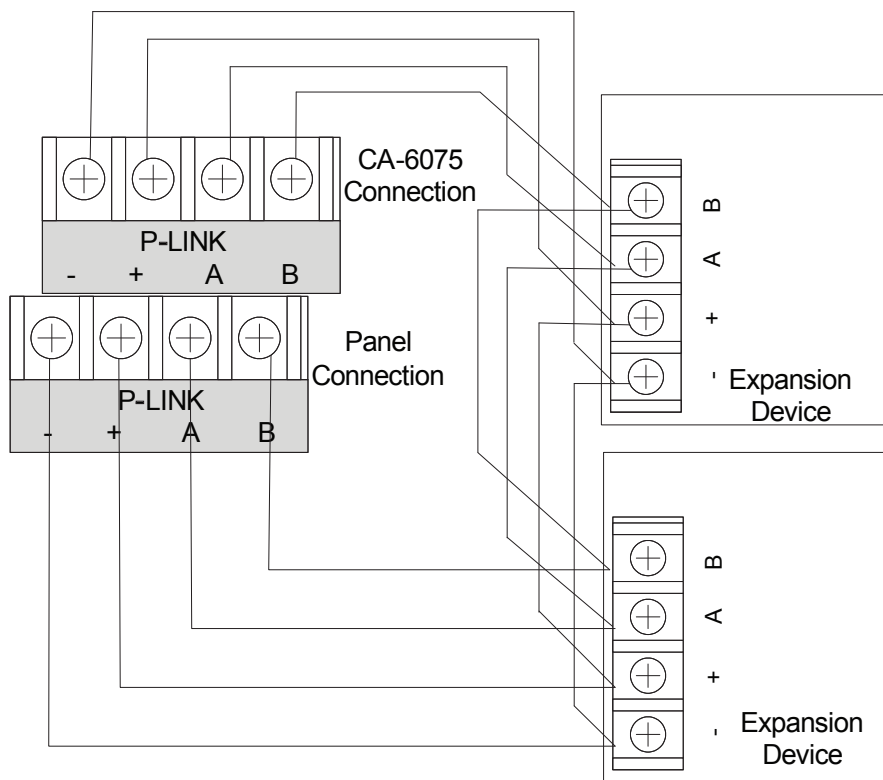 CA-6075
Connection
P-LINK
- + A B
Panel
Connection
P-LINK
- + A B
B
A
+
-
Expansion
Device
B
A
+
-
Expansion
Device